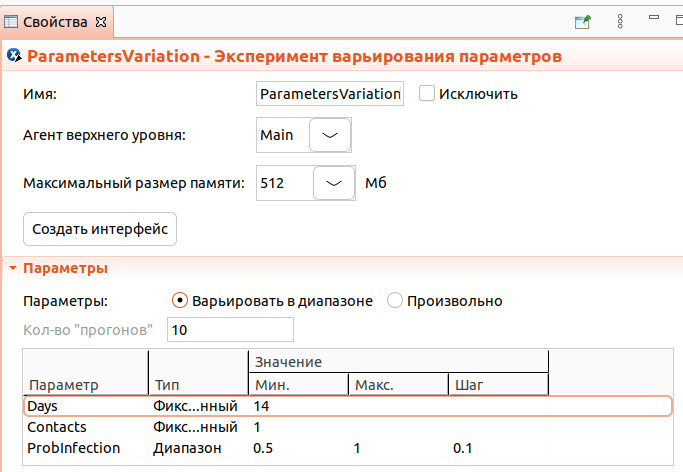 Свойства
ParametersVariation - Эксперимент варьирования параметров
Имя: ParametersVariation Исключить
Агент верхнего уровня: Main
Максимальный размер памяти: 512 Мб
Создать интерфейс
Параметры
Параметры: Варьировать в диапазоне Произвольно
Кол-во "прогонов" 10
Значение
Параметр Тип Мин. Макс. Шаг
Days Фикс...нный 14
Contacts Фикс...нный 1
ProbInfection Диапазон 0.5 1 0.1